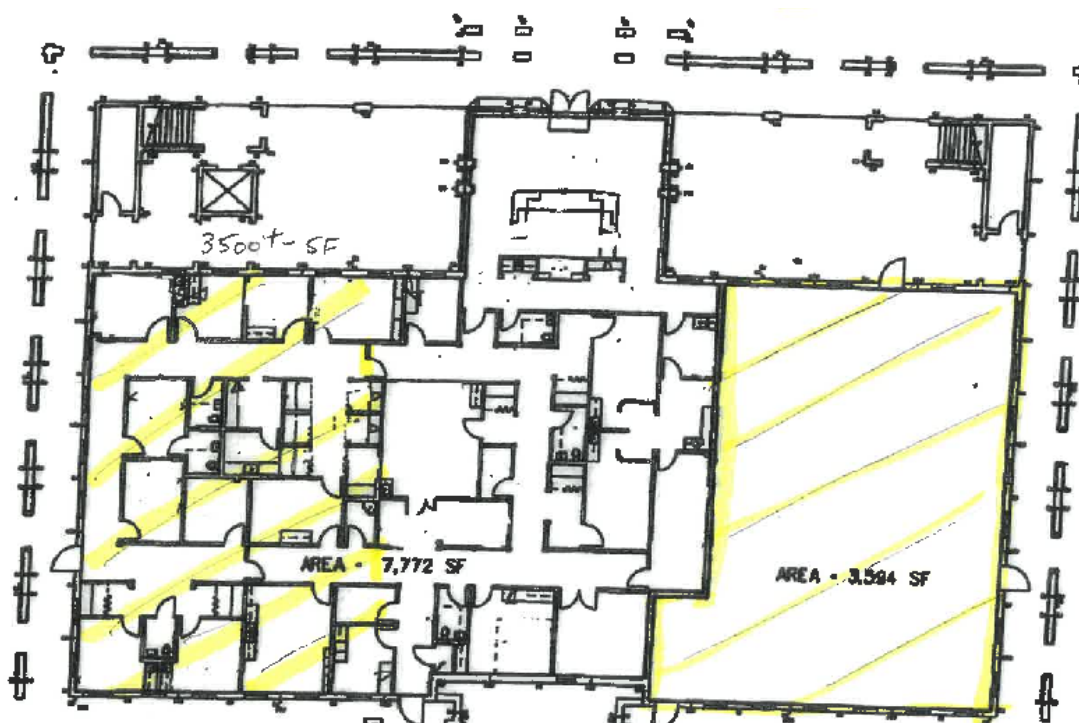 3500+- SF
AREA = 7,772 SF
AREA = 3,594 SF